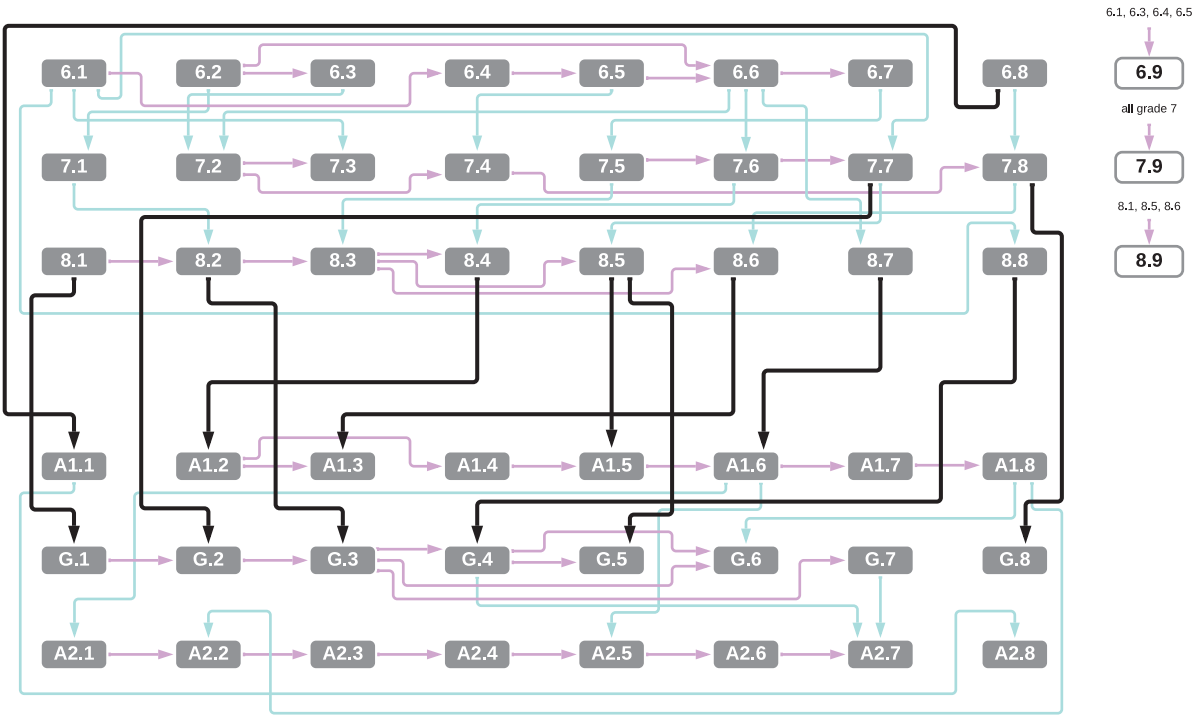 6.1, 6.3, 6.4, 6.5
6.1 6.2 6.3 6.4 6.5 6.6 6.7 6.8 6.9
all grade 7
7.1 7.2 7.3 7.4 7.5 7.6 7.7 7.8 7.9
8.1, 8.5, 8.6
8.1 8.2 8.3 8.4 8.5 8.6 8.7 8.8 8.9
A1.1 A1.2 A1.3 A1.4 A1.5 A1.6 A1.7 A1.8
G.1 G.2 G.3 G.4 G.5 G.6 G.7 G.8
A2.1 A2.2 A2.3 A2.4 A2.5 A2.6 A2.7 A2.8